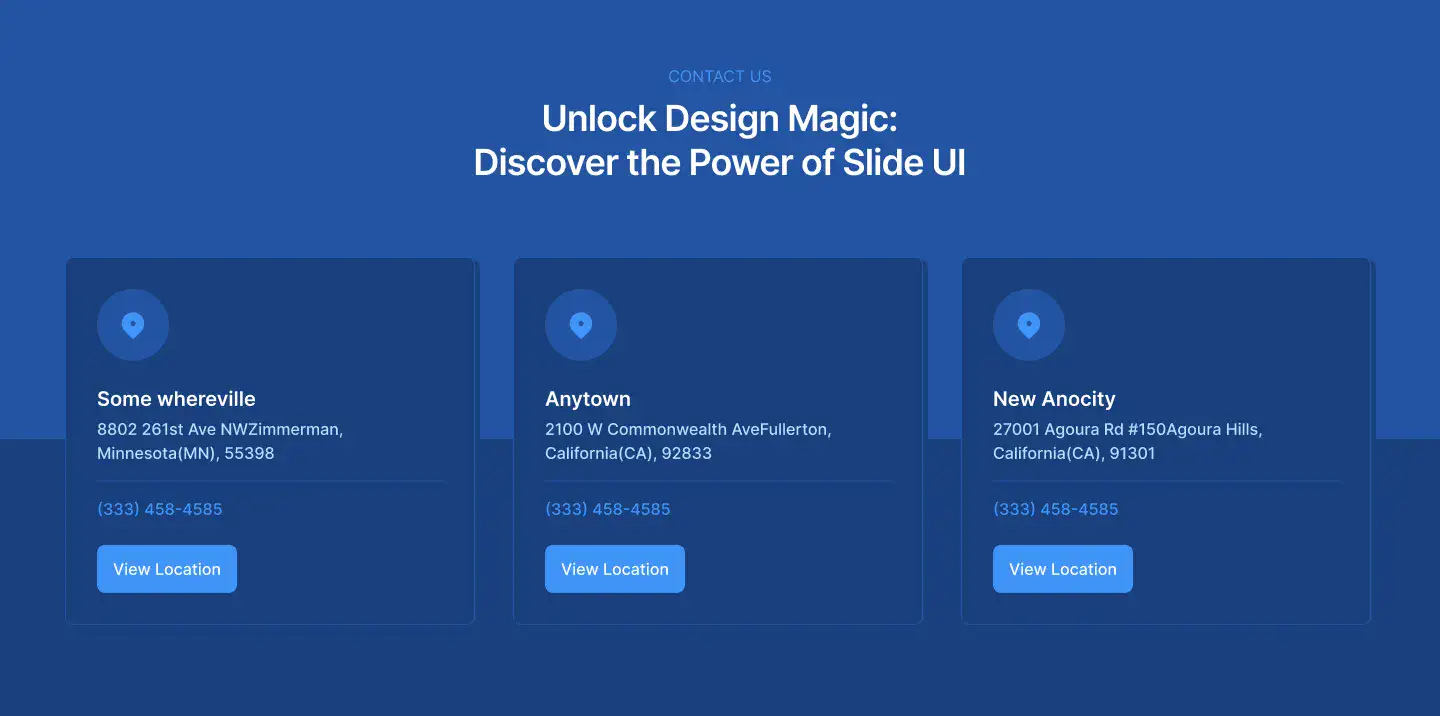 CONTACT US
Unlock Design Magic:
Discover the Power of Slide UI
Some whereville
8802 261st Ave NWZimmerman,
Minnesota(MN), 55398
(333) 458-4585
View Location
Anytown
2100 W Commonwealth AveFullerton,
California(CA), 92833
(333) 458-4585
View Location
New Anocity
27001 Agoura Rd #150Agoura Hills,
California(CA), 91301
(333) 458-4585
View Location